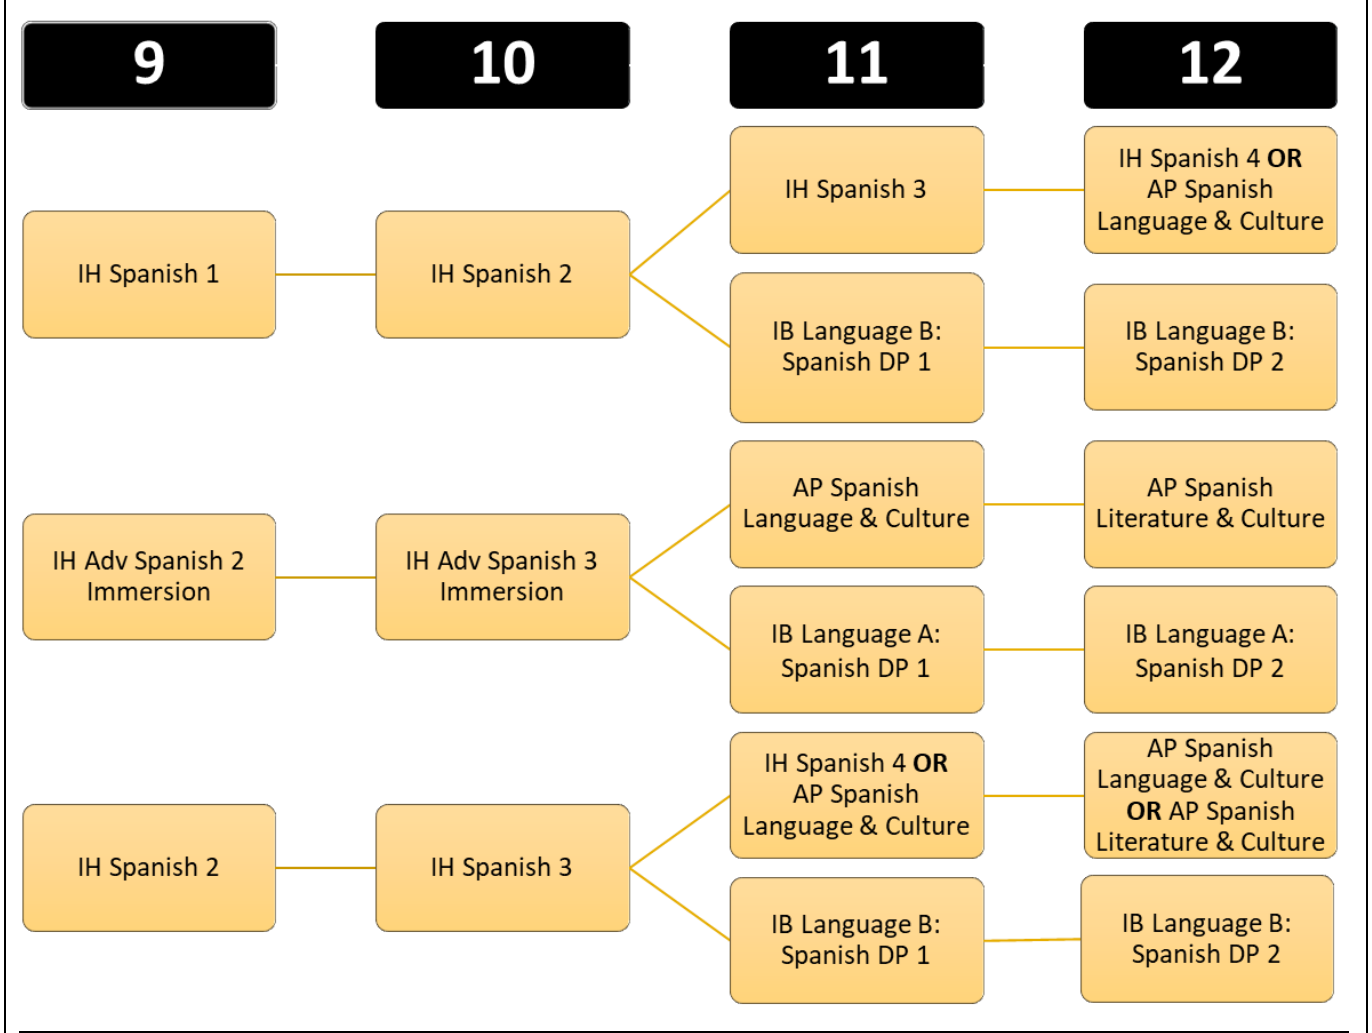 9
10
11
12
IH Spanish 1
IH Spanish 2
IH Spanish 3
IH Spanish 4 OR
AP Spanish
Language & Culture
IB Language B:
Spanish DP 1
IB Language B:
Spanish DP 2
IH Adv Spanish 2
Immersion
IH Adv Spanish 3
Immersion
AP Spanish
Language & Culture
AP Spanish
Literature & Culture
IB Language A:
Spanish DP 1
IB Language A:
Spanish DP 2
IH Spanish 2
IH Spanish 3
IH Spanish 4 OR
AP Spanish
Language & Culture
AP Spanish
Language & Culture
OR AP Spanish
Literature & Culture
IB Language B:
Spanish DP 1
IB Language B:
Spanish DP 2